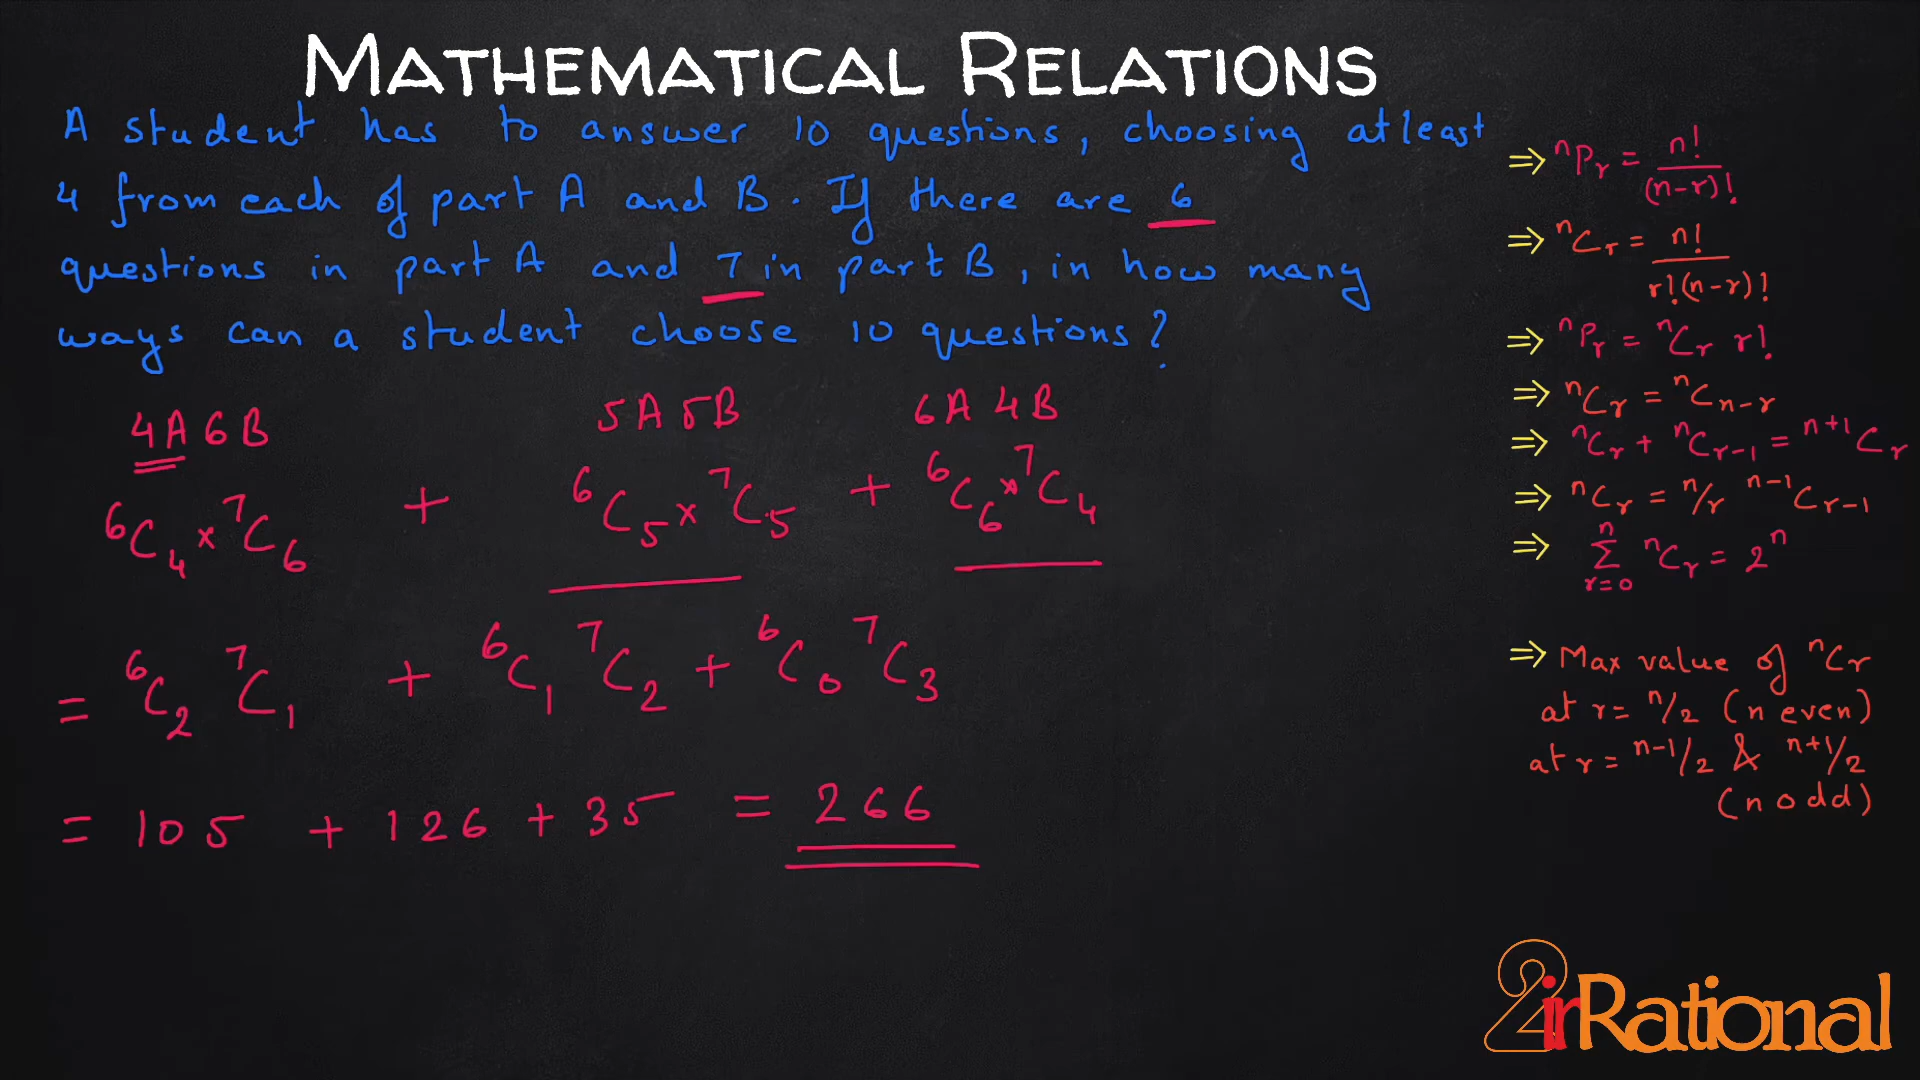 MATHEMATICAL RELATIONS
A student has to answer 10 questions, choosing atleast
4 from each of part A and B. If there are 6
questions in part A and 7 in part B, in how many
ways can a student choose 10 questions?
4A 6B 5A 5B 6A 4B
⁶C₄ × ⁷C₆ + ⁶C₅ × ⁷C₅ + ⁶C₆ × ⁷C₄
= ⁶C₂ ⁷C₁ + ⁶C₁ ⁷C₂ + ⁶C₀ ⁷C₃
= 105 + 126 + 35 = 266
⇒ ⁿPᵣ = n!/(n-r)!
⇒ ⁿCᵣ = n!/r!(n-r)!
⇒ ⁿPᵣ = ⁿCᵣ r!
⇒ ⁿCᵣ = ⁿCₙ₋ᵣ
⇒ ⁿCᵣ + ⁿCᵣ₋₁ = ⁿ⁺¹Cᵣ
⇒ ⁿCᵣ = n/r ⁿ⁻¹Cᵣ₋₁
⇒ n Σ r=0 ⁿCᵣ = 2ⁿ
⇒ Max value of ⁿCᵣ
at r = n/2 (n even)
at r = n-1/2 & n+1/2
(n odd)
2irRational